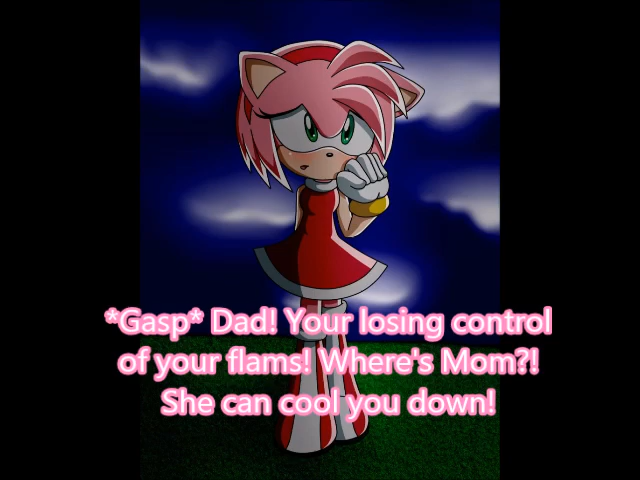 *Gasp* Dad! Your losing control
of your flams! Where's Mom?!
She can cool you down!